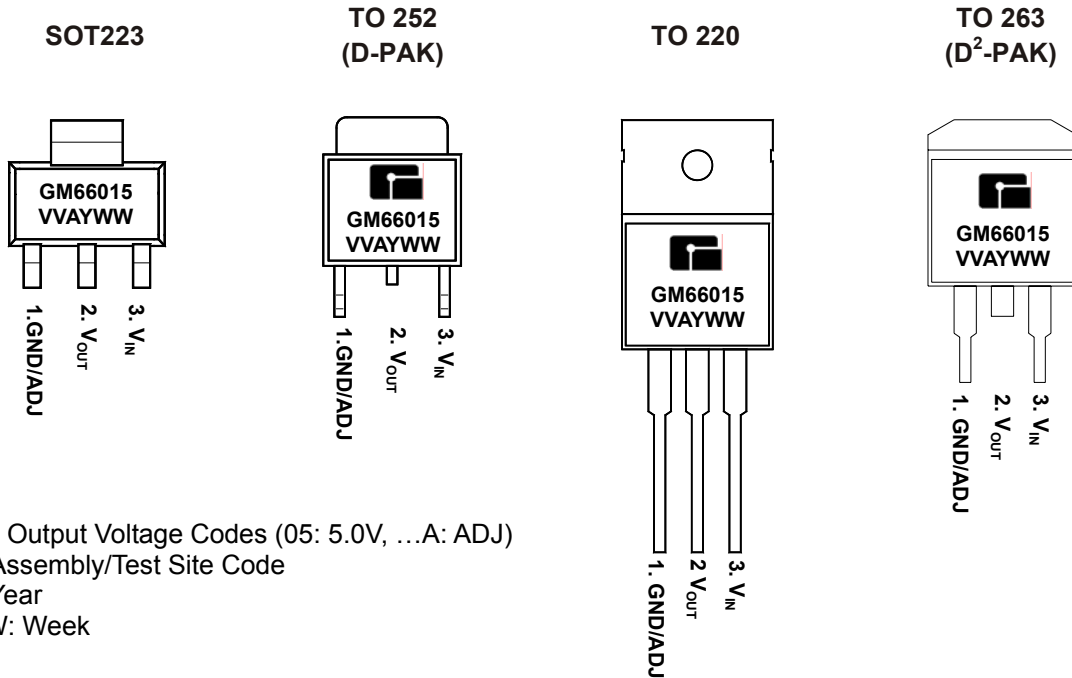 SOT223
TO 252
(D-PAK)
TO 220
TO 263
(D²-PAK)
GM66015
VVAYWW
1.GND/ADJ
2. VOUT
3. VIN
GM66015
VVAYWW
1.GND/ADJ
2. VOUT
3. VIN
GM66015
VVAYWW
1. GND/ADJ
2 VOUT
3. VIN
GM66015
VVAYWW
1. GND/ADJ
2. VOUT
3. VIN
Output Voltage Codes (05: 5.0V, …A: ADJ)
Assembly/Test Site Code
Year
: Week